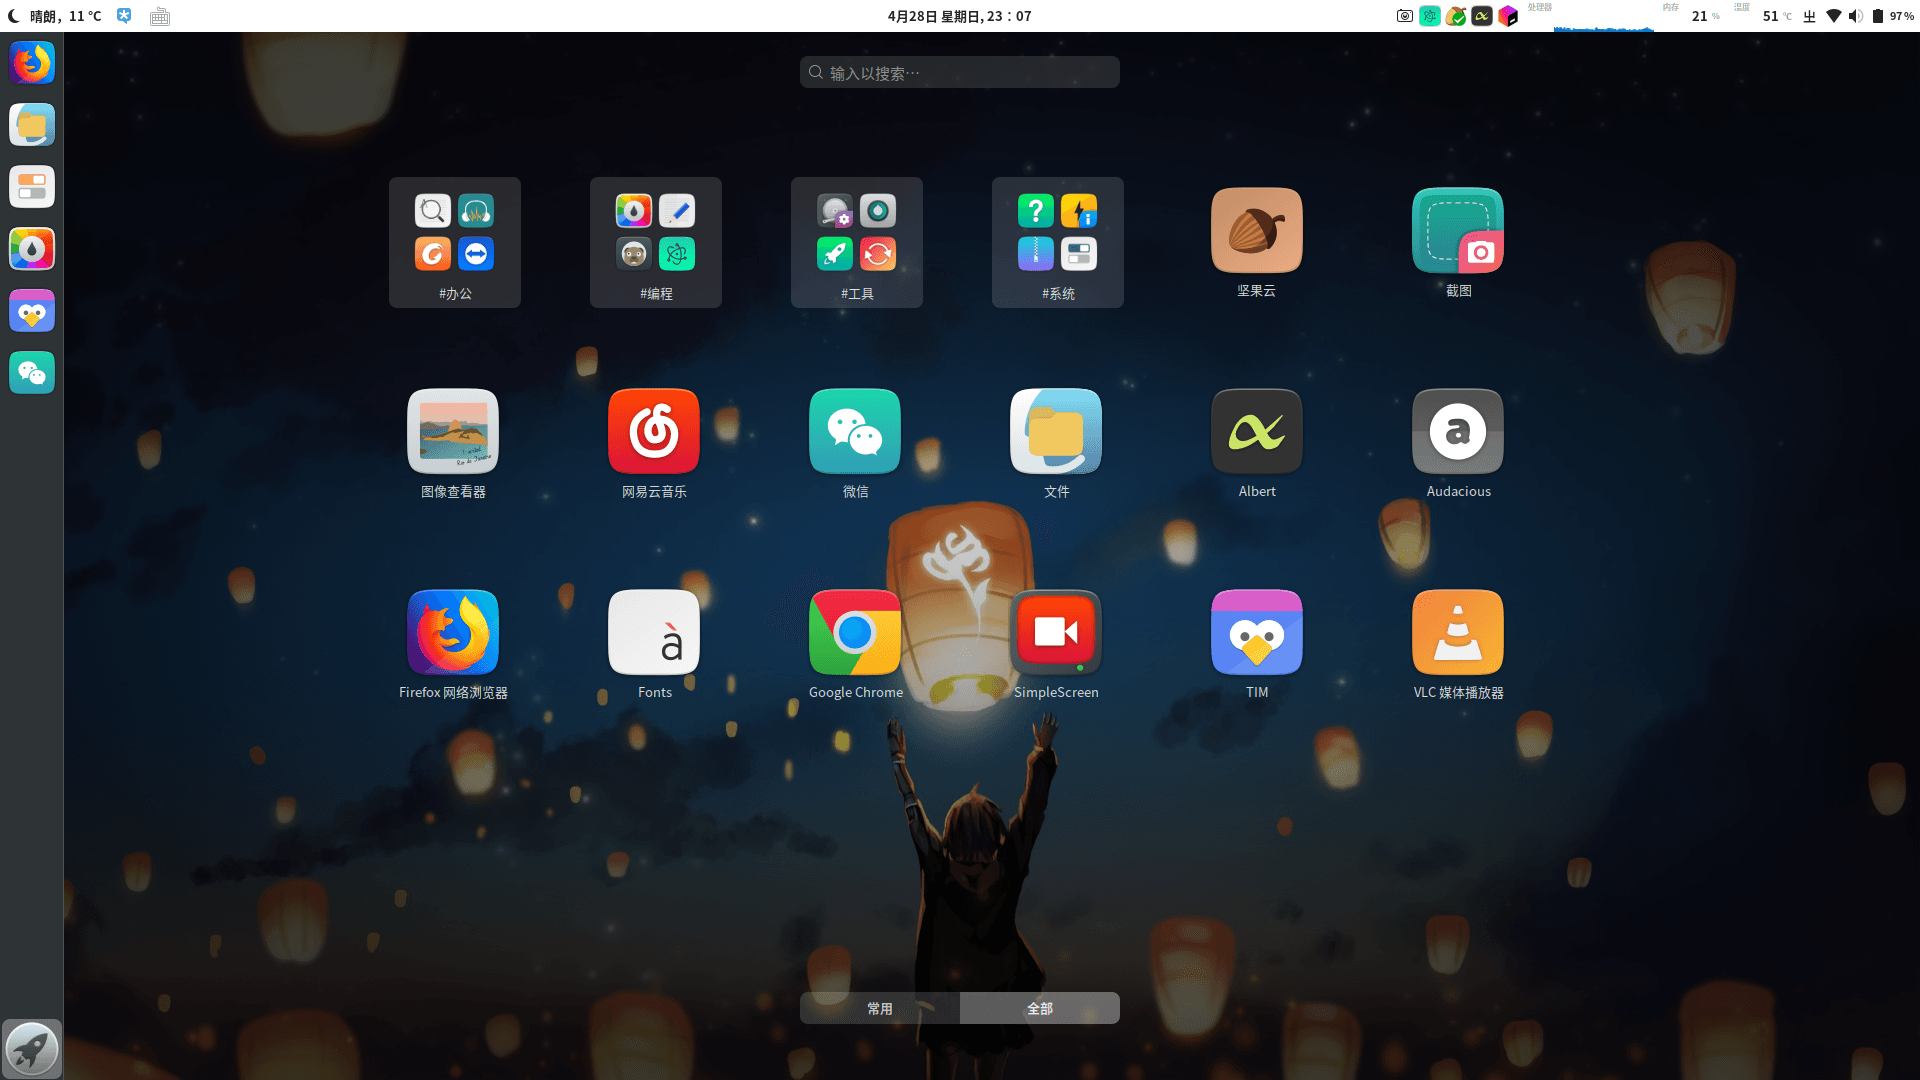 晴朗，11 °C
4月28日 星期日, 23：07
处理器
内存
21 %
温度
51 °C
97 %
输入以搜索…
#办公
#编程
#工具
#系统
坚果云
截图
图像查看器
网易云音乐
微信
文件
Albert
Audacious
Firefox 网络浏览器
Fonts
Google Chrome
SimpleScreen
TIM
VLC 媒体播放器
常用
全部